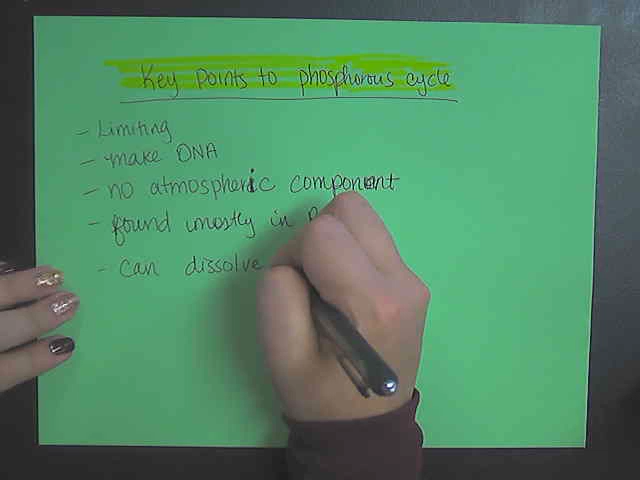 Key Points to phosphorous cycle
- Limiting
- make DNA
- no atmospheric component
- found mostly in
- can dissolve